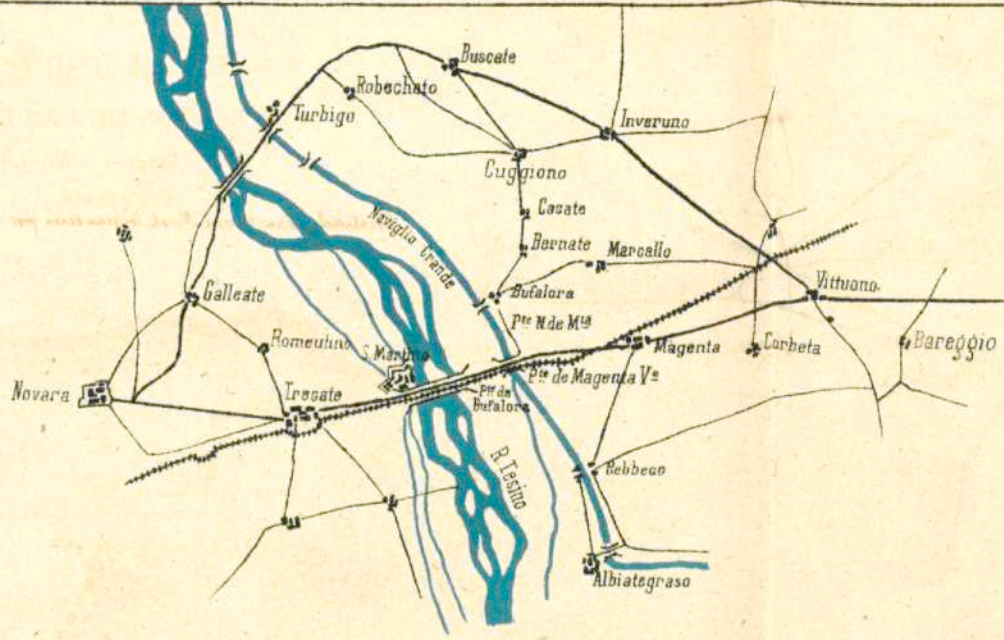 Buscate
Robechato
Turbigo
Inveruno
Cuggiono
Casate
Naviglio Grande
Bernate
Marcallo
Galleate
Bufalora
Vittuono
Pte N. de Mta
Romentino
S. Martino
Magenta
Corbeta
Bareggio
Pte de Magenta Va
Novara
Trecate
Pte de
Bufalora
R. Tesino
Rebbeco
Albiategraso